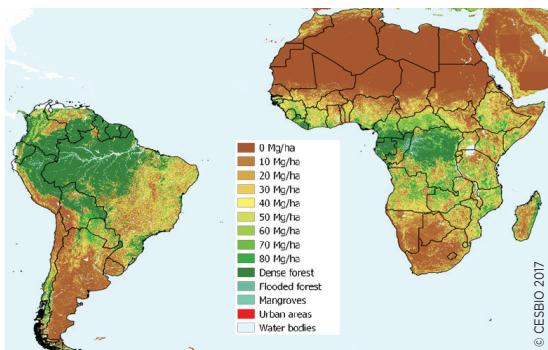 0 Mg/ha
10 Mg/ha
20 Mg/ha
30 Mg/ha
40 Mg/ha
50 Mg/ha
60 Mg/ha
70 Mg/ha
80 Mg/ha
Dense forest
Flooded forest
Mangroves
Urban areas
Water bodies
© CESBIO 2017